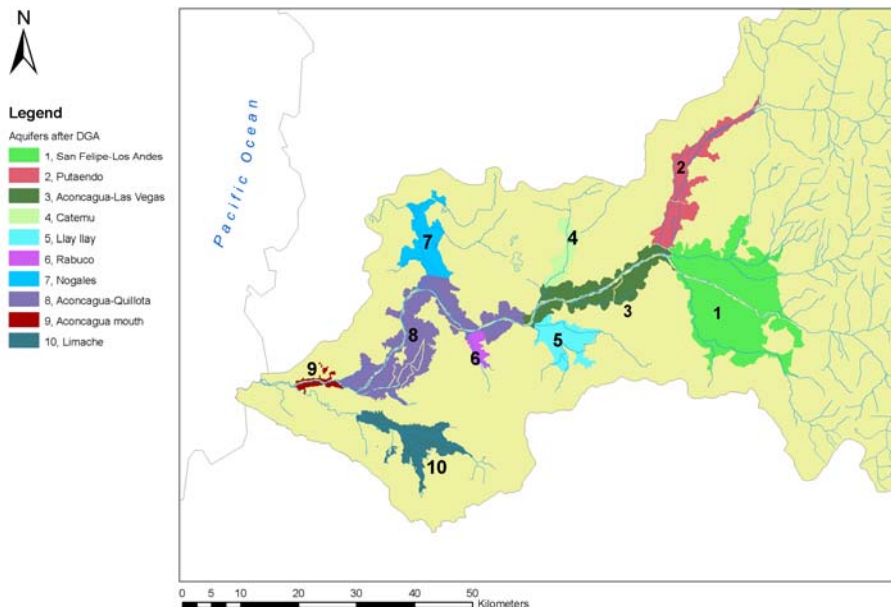 N
Legend
Aquifers after DGA
1, San Felipe-Los Andes
2, Putaendo
3, Aconcagua-Las Vegas
4, Catemu
5, Llay llay
6, Rabuco
7, Nogales
8, Aconcagua-Quillota
9, Aconcagua mouth
10, Limache
Pacific Ocean
2
7
4
1
3
8
5
6
9
10
0 5 10 20 30 40 50
Kilometers